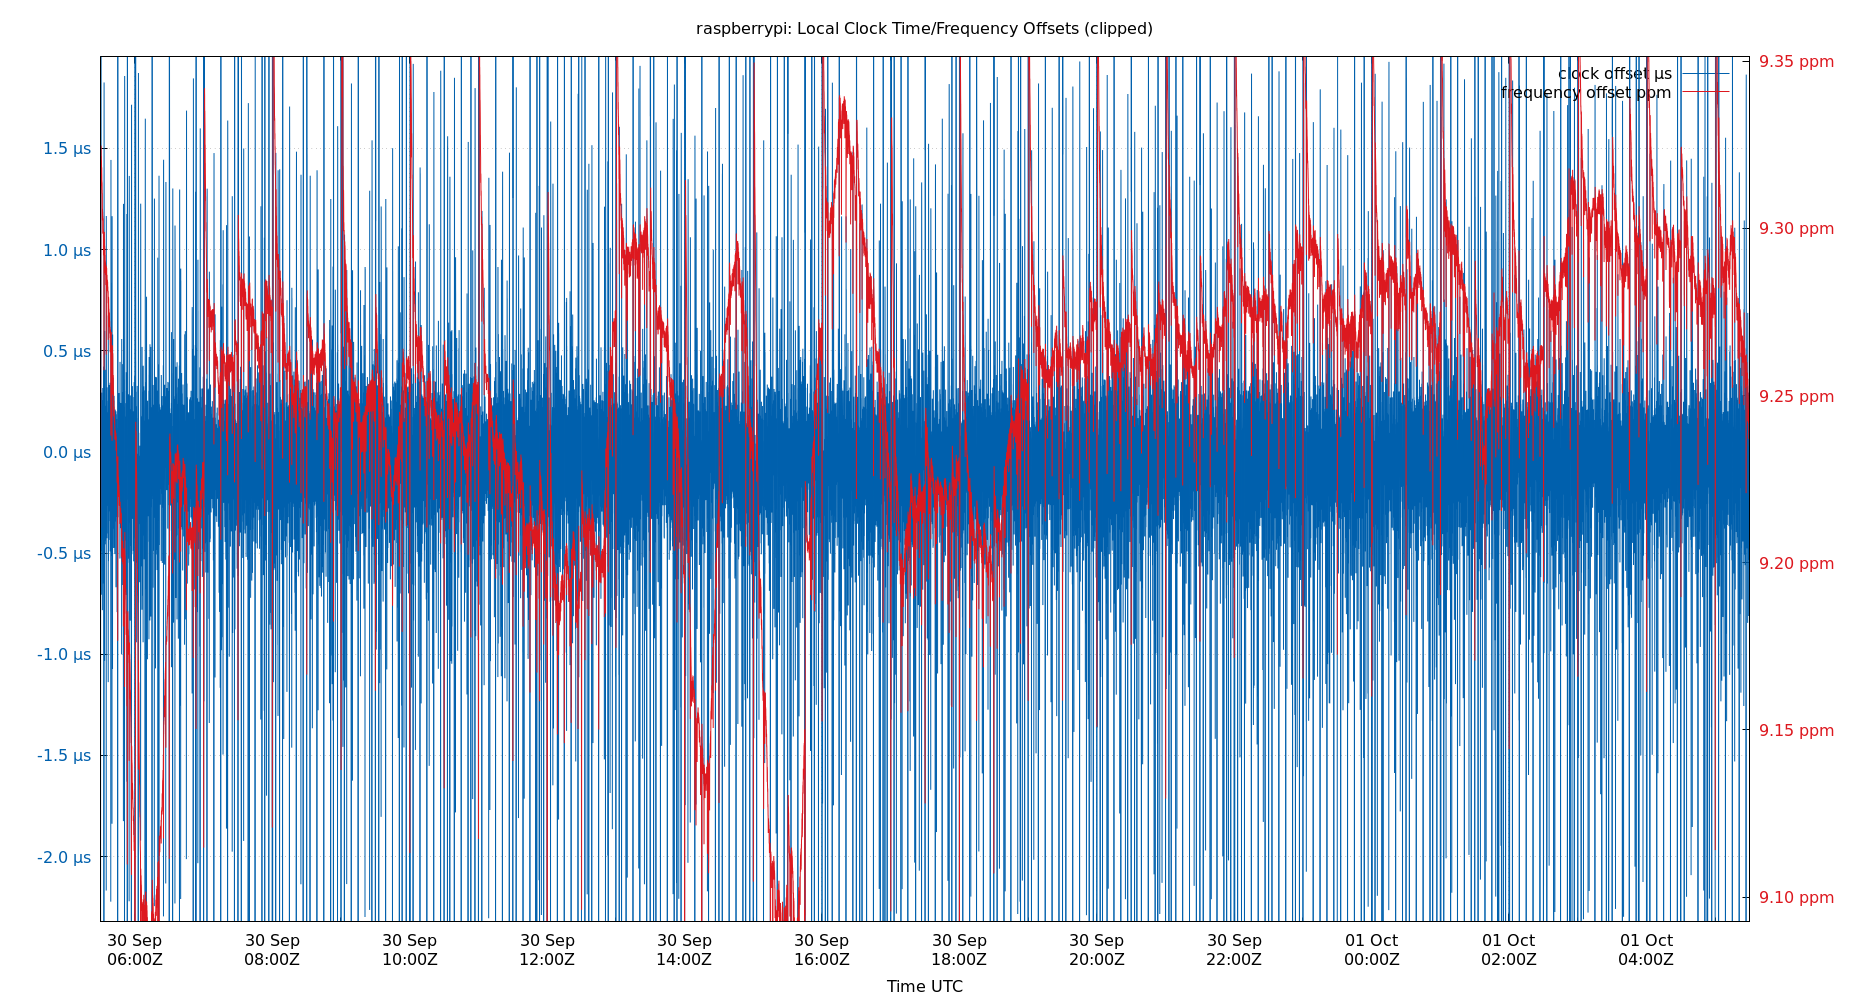 raspberrypi: Local Clock Time/Frequency Offsets (clipped)
clock offset µs
frequency offset ppm
1.5 µs
1.0 µs
0.5 µs
0.0 µs
-0.5 µs
-1.0 µs
-1.5 µs
-2.0 µs
9.35 ppm
9.30 ppm
9.25 ppm
9.20 ppm
9.15 ppm
9.10 ppm
30 Sep 30 Sep 30 Sep 30 Sep 30 Sep 30 Sep 30 Sep 30 Sep 30 Sep 01 Oct 01 Oct 01 Oct
06:00Z 08:00Z 10:00Z 12:00Z 14:00Z 16:00Z 18:00Z 20:00Z 22:00Z 00:00Z 02:00Z 04:00Z
Time UTC